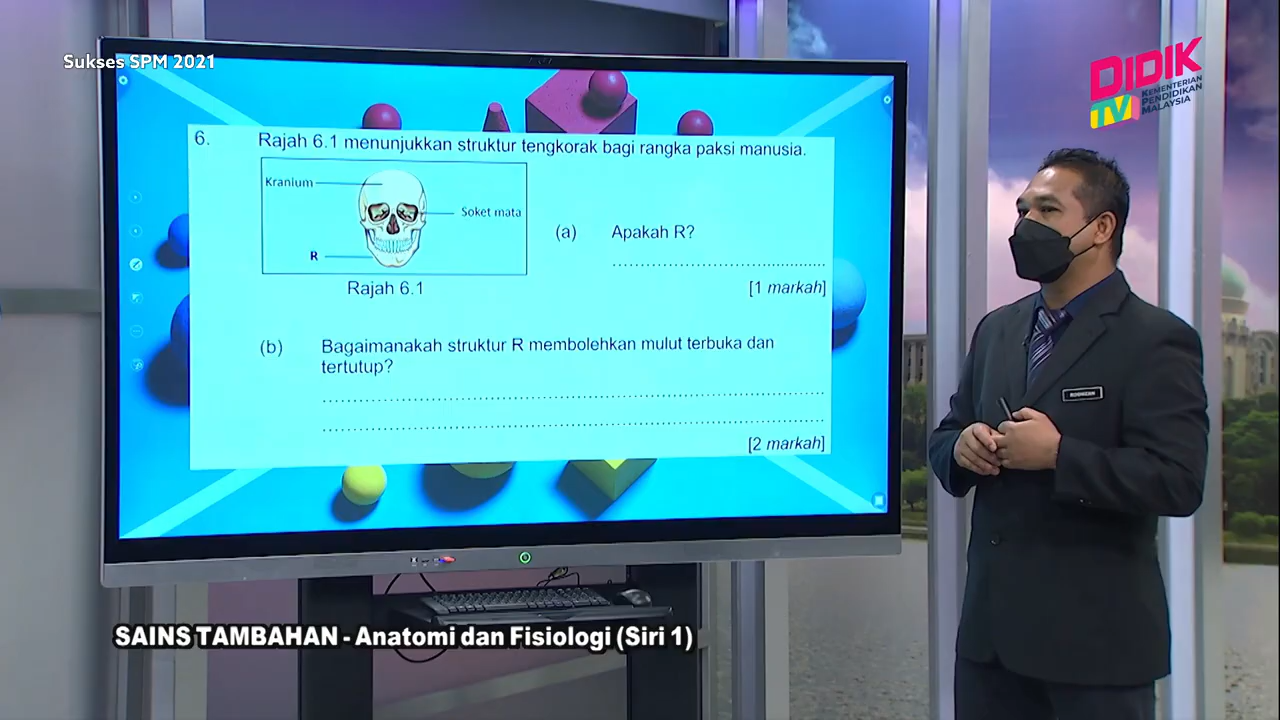 Sukses SPM 2021
DIDIK
TV
KEMENTERIAN
PENDIDIKAN
MALAYSIA
6. Rajah 6.1 menunjukkan struktur tengkorak bagi rangka paksi manusia.
Kranium
Soket mata
R
Rajah 6.1
(a) Apakah R?
[1 markah]
(b) Bagaimanakah struktur R membolehkan mulut terbuka dan
tertutup?
[2 markah]
SAINS TAMBAHAN - Anatomi dan Fisiologi (Siri 1)